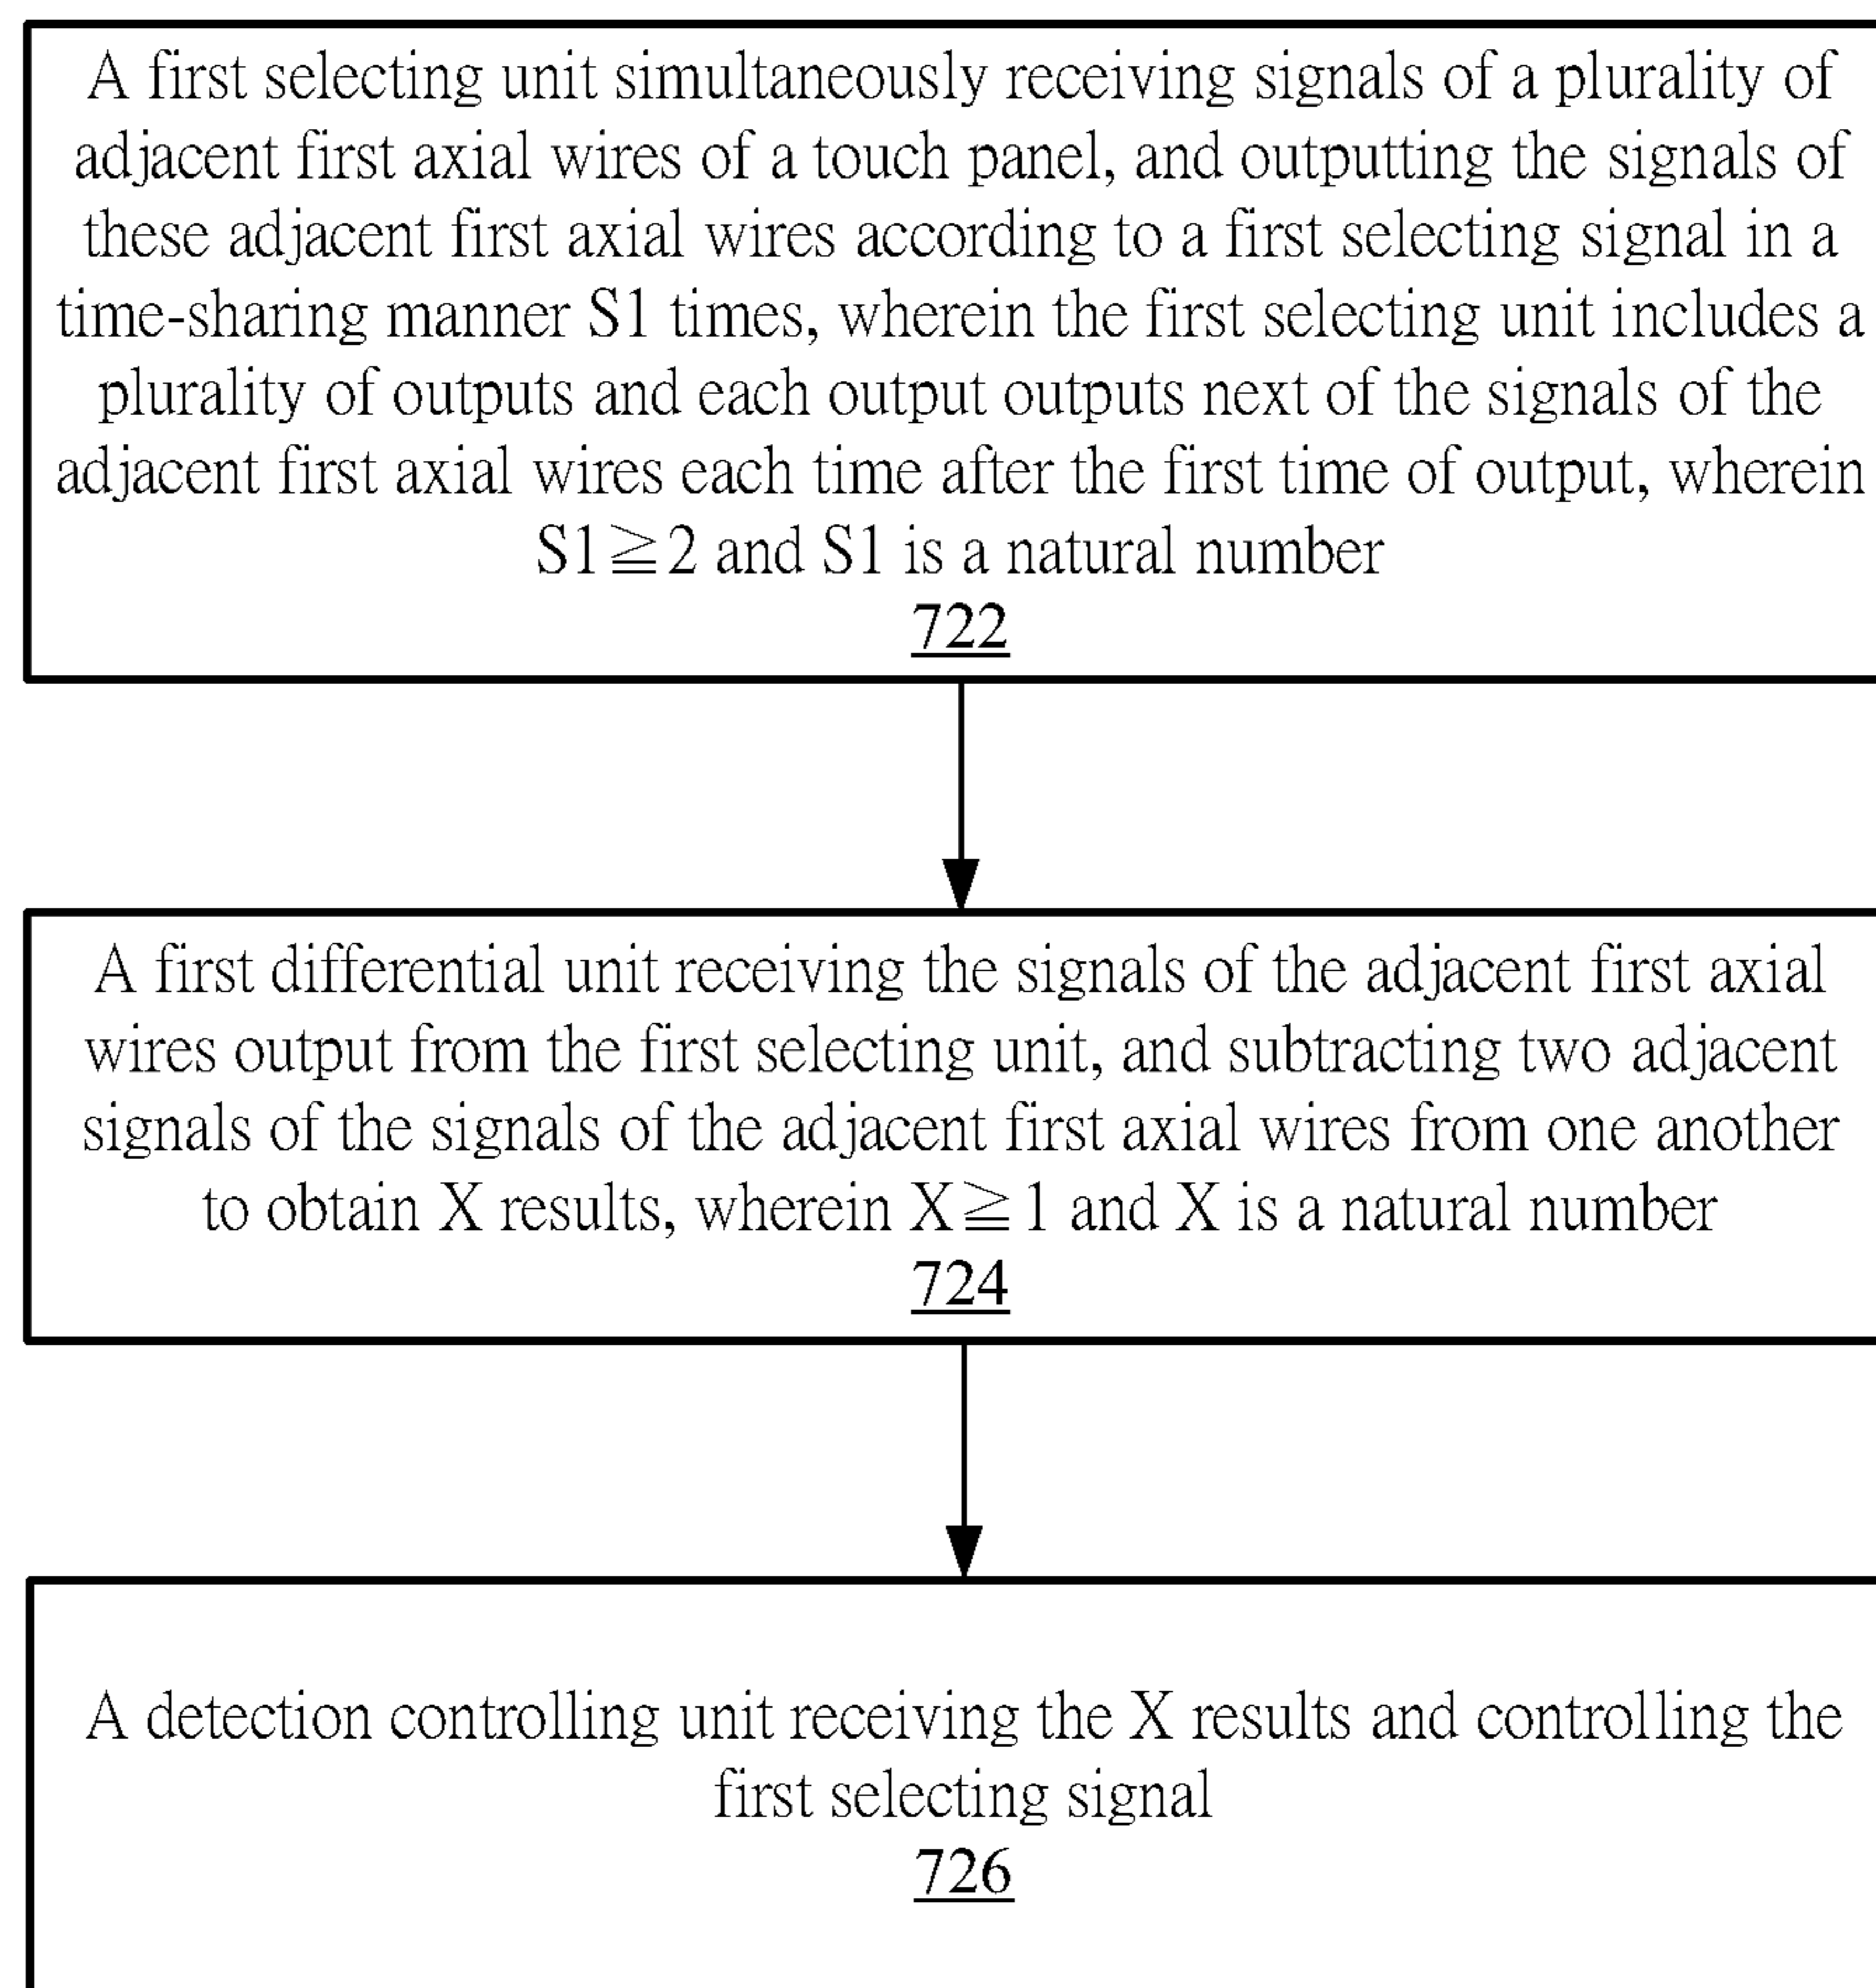 A first selecting unit simultaneously receiving signals of a plurality of
adjacent first axial wires of a touch panel, and outputting the signals of
these adjacent first axial wires according to a first selecting signal in a
time-sharing manner S1 times, wherein the first selecting unit includes a
plurality of outputs and each output outputs next of the signals of the
adjacent first axial wires each time after the first time of output, wherein
S1≧2 and S1 is a natural number
722
A first differential unit receiving the signals of the adjacent first axial
wires output from the first selecting unit, and subtracting two adjacent
signals of the signals of the adjacent first axial wires from one another
to obtain X results, wherein X≧1 and X is a natural number
724
A detection controlling unit receiving the X results and controlling the
first selecting signal
726